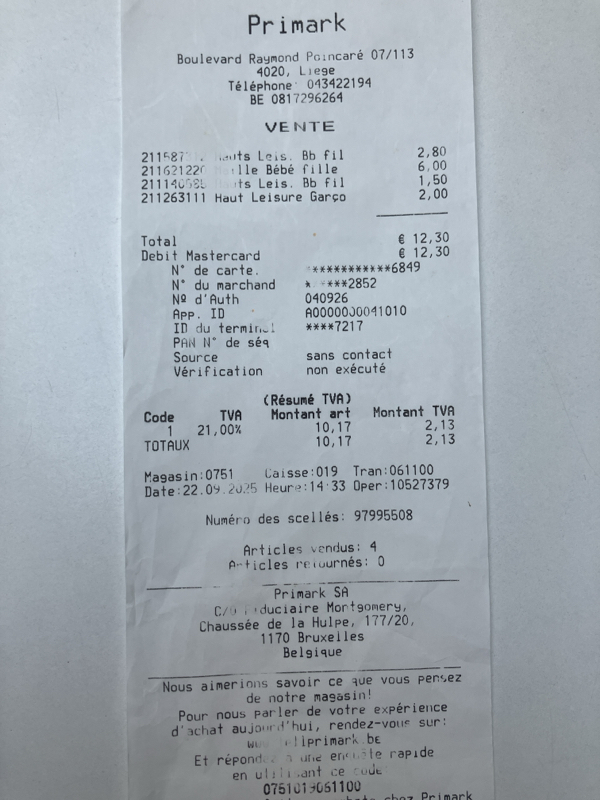 Primark
Boulevard Raymond Poincaré 07/113
4020, Liege
Téléphone: 043422194
BE 0817296264
VENTE
Leis. Bb fil 2,80
Bébé fille 6,00
Leis. Bb fil 1,50
211263111 Haut Leisure Garço 2,00
Total € 12,30
Debit Mastercard € 12,30
N° de carte. ***********6849
N° du marchand ***2852
Nº d'Auth 040926
App. ID A0000000041010
ID du terminal ****7217
PAN N° de séq
Source sans contact
Vérification non exécuté
(Résumé TVA)
Code TVA Montant art Montant TVA
1 21,00% 10,17 2,13
TOTAUX 10,17 2,13
Magasin:0751 Caisse:019 Tran:061100
Date:22.09.2025 Heure:14:33 Oper:10527379
Numéro des scellés: 97995508
Articles vendus: 4
Articles retournés: 0
Primark SA
C/O Fiduciaire Montgomery,
Chaussée de la Hulpe, 177/20,
1170 Bruxelles
Belgique
Nous aimerions savoir ce que vous pensez
de notre magasin!
Pour nous parler de votre expérience
d'achat aujourd'hui, rendez-vous sur:
Et répondez à une enquête rapide
en utilisant ce code
0751019061100
chez Primark